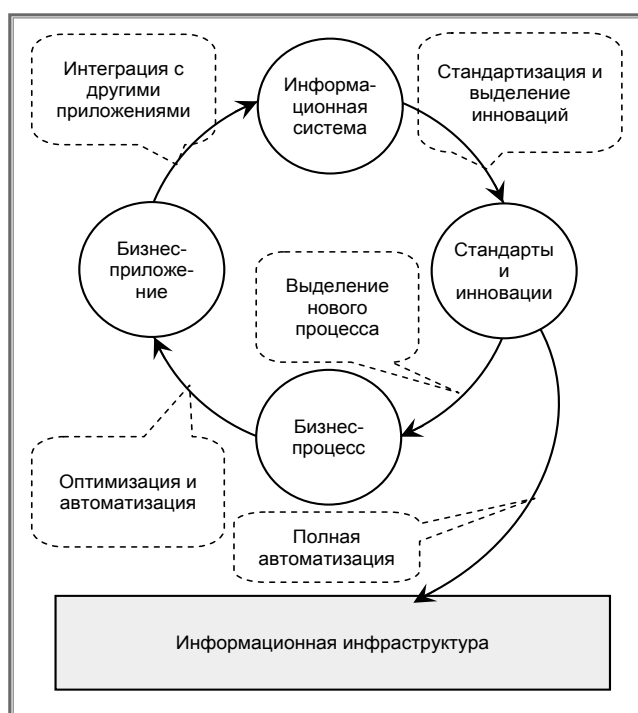 Интеграция с
другими
приложениями
Информа-
ционная
система
Стандартизация и
выделение
инноваций
Бизнес-
приложе-
ние
Стандарты
и
инновации
Выделение
нового
процесса
Бизнес-
процесс
Оптимизация и
автоматизация
Полная
автоматизация
Информационная инфраструктура